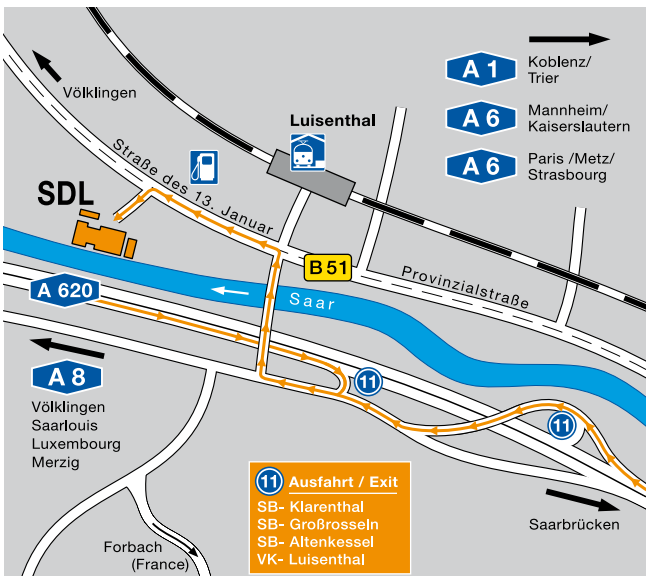 Völklingen
A 1
Koblenz/
Trier
A 6
Mannheim/
Kaiserslautern
A 6
Paris /Metz/
Strasbourg
Luisenthal
Straße des 13. Januar
SDL
B 51
Provinzialstraße
Saar
A 620
A 8
Völklingen
Saarlouis
Luxembourg
Merzig
11
11
11 Ausfahrt / Exit
SB- Klarenthal
SB- Großrosseln
SB- Altenkessel
VK- Luisenthal
Saarbrücken
Forbach
(France)